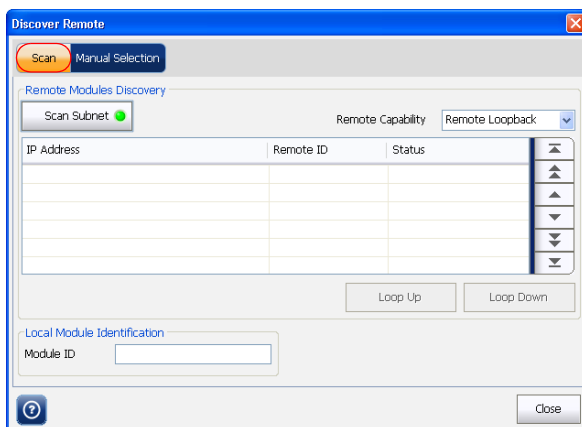 Discover Remote
Scan Manual Selection
Remote Modules Discovery
Scan Subnet Remote Capability Remote Loopback
IP Address Remote ID Status
Loop Up Loop Down
Local Module Identification
Module ID
? Close